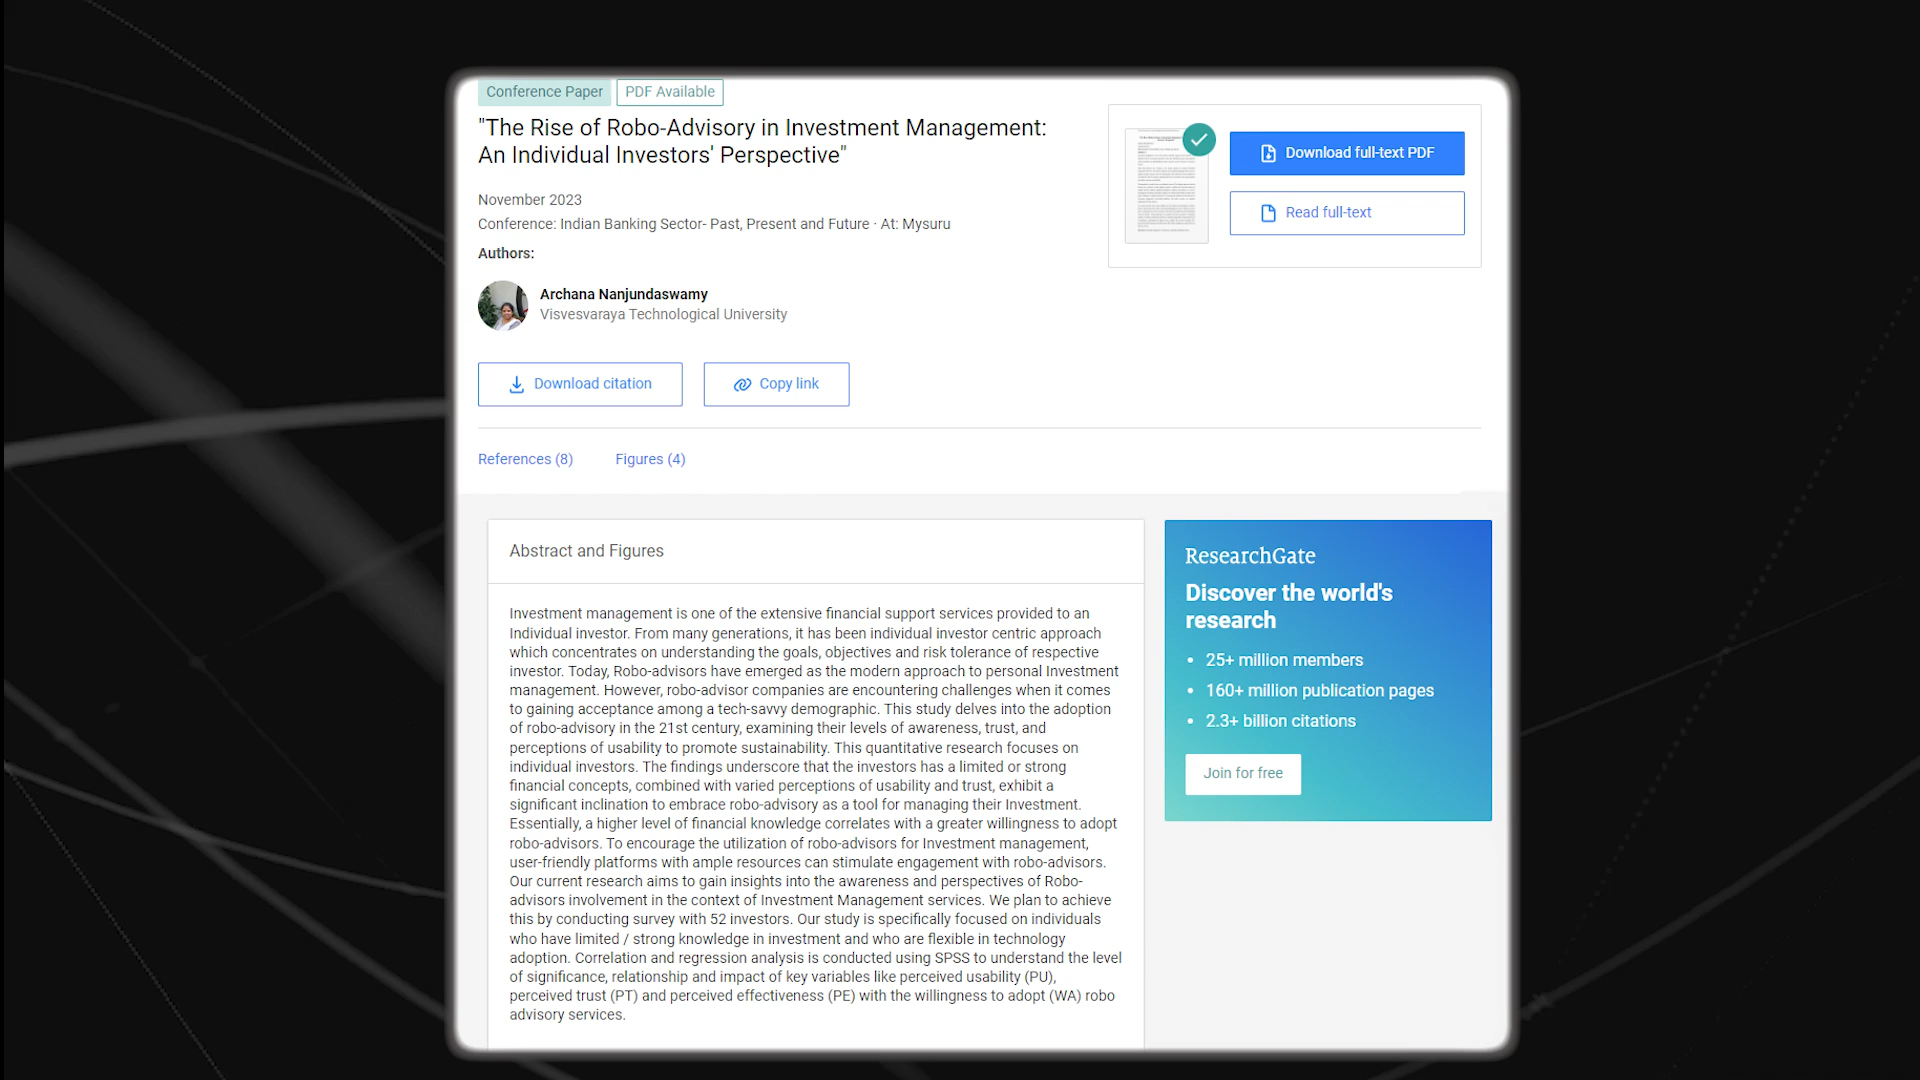 Conference Paper
PDF Available
"The Rise of Robo-Advisory in Investment Management:
An Individual Investors' Perspective"
November 2023
Conference: Indian Banking Sector- Past, Present and Future · At: Mysuru
Authors:
Archana Nanjundaswamy
Visvesvaraya Technological University
Download citation
Copy link
Download full-text PDF
Read full-text
References (8)
Figures (4)
Abstract and Figures
Investment management is one of the extensive financial support services provided to an
Individual investor. From many generations, it has been individual investor centric approach
which concentrates on understanding the goals, objectives and risk tolerance of respective
investor. Today, Robo-advisors have emerged as the modern approach to personal Investment
management. However, robo-advisor companies are encountering challenges when it comes
to gaining acceptance among a tech-savvy demographic. This study delves into the adoption
of robo-advisory in the 21st century, examining their levels of awareness, trust, and
perceptions of usability to promote sustainability. This quantitative research focuses on
individual investors. The findings underscore that the investors has a limited or strong
financial concepts, combined with varied perceptions of usability and trust, exhibit a
significant inclination to embrace robo-advisory as a tool for managing their Investment.
Essentially, a higher level of financial knowledge correlates with a greater willingness to adopt
robo-advisors. To encourage the utilization of robo-advisors for Investment management,
user-friendly platforms with ample resources can stimulate engagement with robo-advisors.
Our current research aims to gain insights into the awareness and perspectives of Robo-
advisors involvement in the context of Investment Management services. We plan to achieve
this by conducting survey with 52 investors. Our study is specifically focused on individuals
who have limited / strong knowledge in investment and who are flexible in technology
adoption. Correlation and regression analysis is conducted using SPSS to understand the level
of significance, relationship and impact of key variables like perceived usability (PU),
perceived trust (PT) and perceived effectiveness (PE) with the willingness to adopt (WA) robo
advisory services.
ResearchGate
Discover the world's
research
• 25+ million members
• 160+ million publication pages
• 2.3+ billion citations
Join for free